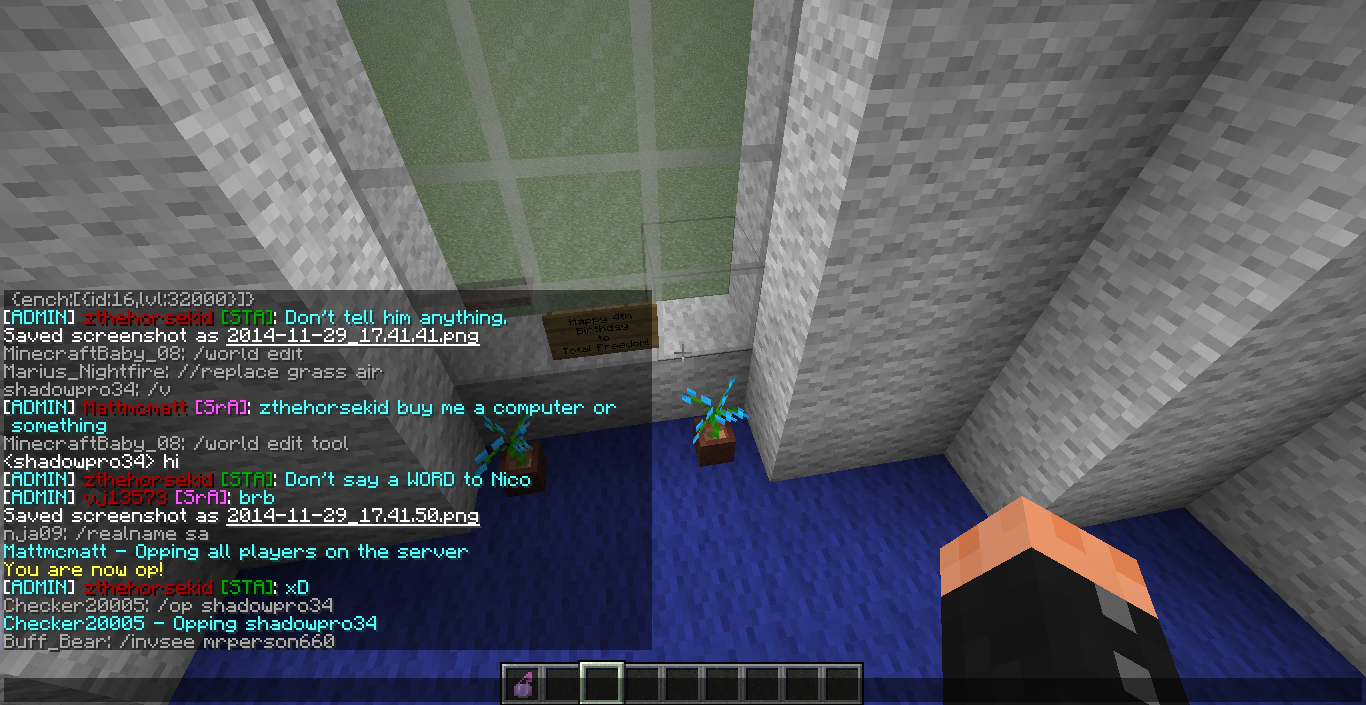 Happy 4th
Birthday
to
Total Freedom!
{ench:[{id:16,lvl:32000}]}
[ADMIN] zthehorsekid [STA]: Don't tell him anything.
Saved screenshot as 2014-11-29_17.41.41.png
MinecraftBaby_08: /world edit
Marius_Nightfire: //replace grass air
shadowpro34: /v
[ADMIN] Mattmcmatt [SrA]: zthehorsekid buy me a computer or
something
MinecraftBaby_08: /world edit tool
<shadowpro34> hi
[ADMIN] zthehorsekid [STA]: Don't say a WORD to Nico
[ADMIN] vj13573 [SrA]: brb
Saved screenshot as 2014-11-29_17.41.50.png
nja09: /realname sa
Mattmcmatt - Opping all players on the server
You are now op!
[ADMIN] zthehorsekid [STA]: xD
Checker20005: /op shadowpro34
Checker20005 - Opping shadowpro34
Buff_Bear: /invsee mrperson660